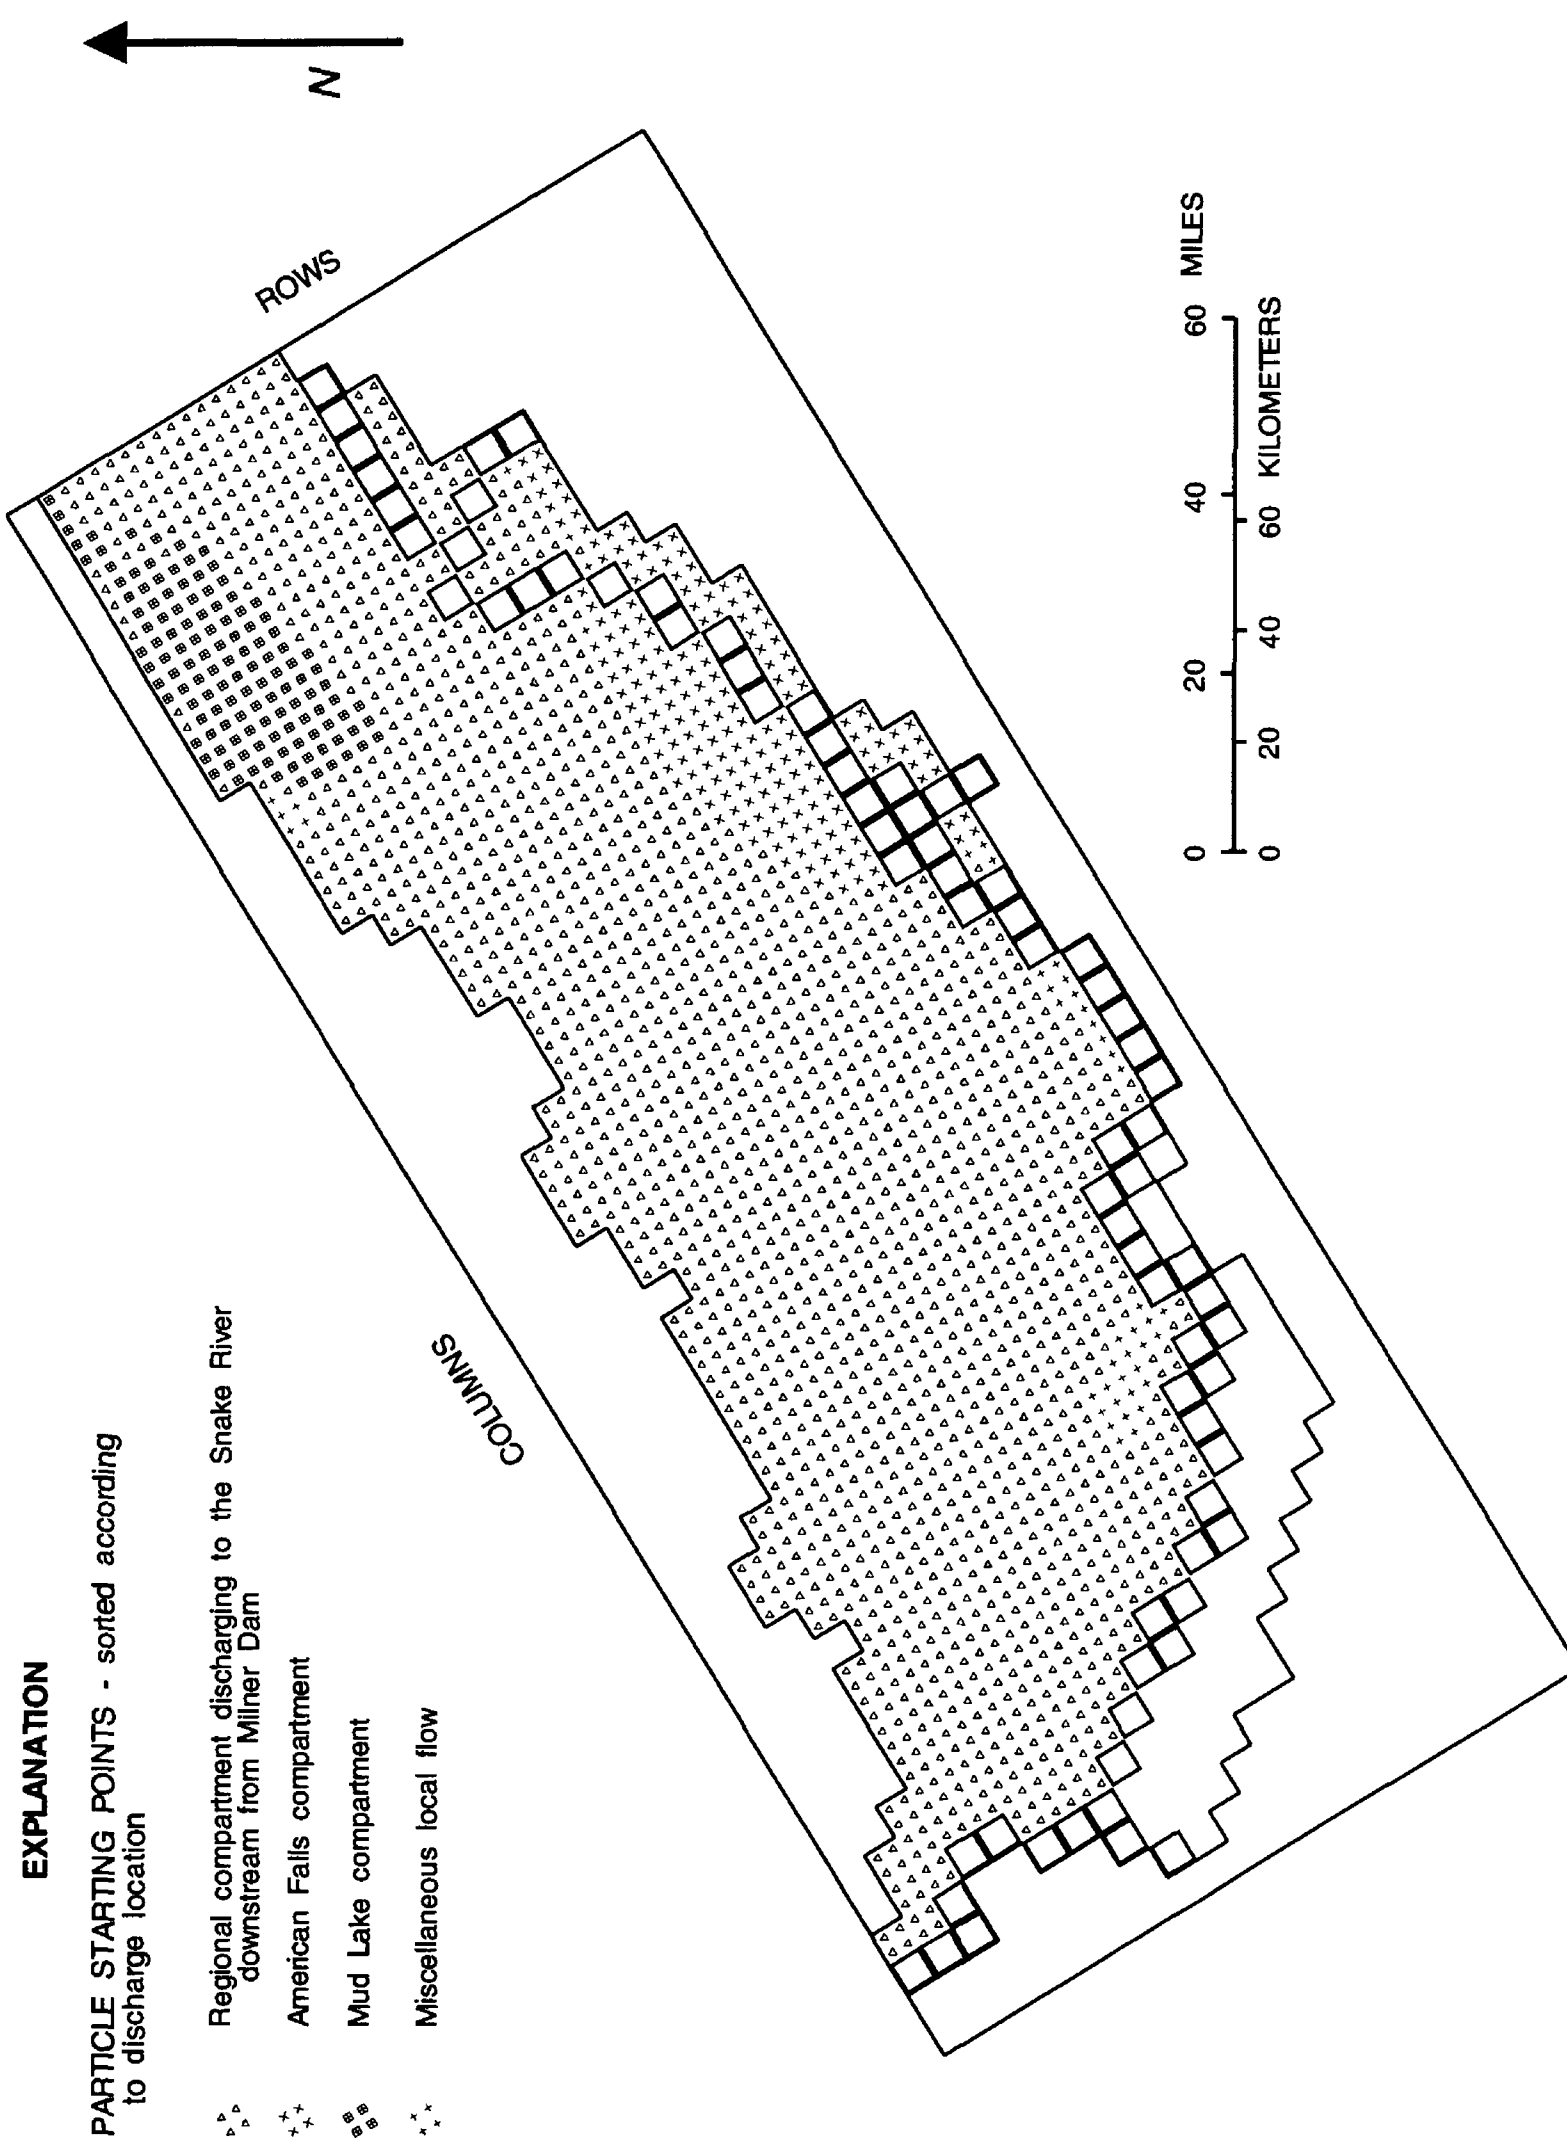 EXPLANATION
PARTICLE STARTING POINTS - sorted according
to discharge location
Regional compartment discharging to the Snake River
downstream from Milner Dam
American Falls compartment
Mud Lake compartment
Miscellaneous local flow
COLUMNS
ROWS
N
0 20 40 60 MILES
0 20 40 60 KILOMETERS